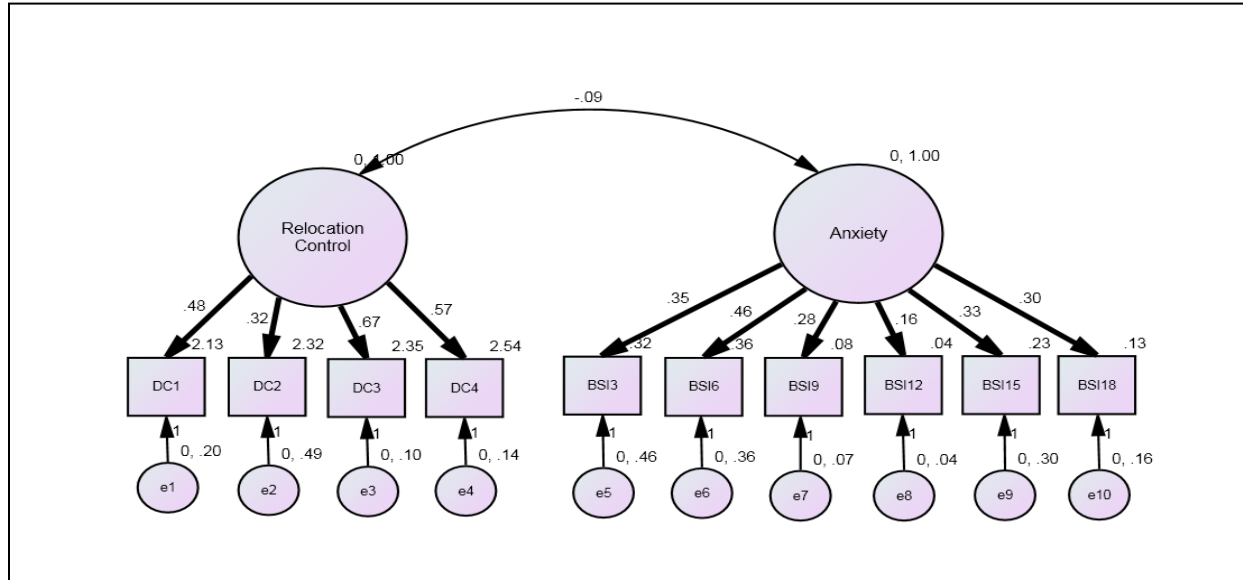 -.09
0, 1.00
0, 1.00
Relocation
Control
Anxiety
.48
.32
.67
.57
.35
.46
.28
.16
.33
.30
2.13
2.32
2.35
2.54
.32
.36
.08
.04
.23
.13
DC1
DC2
DC3
DC4
BSI3
BSI6
BSI9
BSI12
BSI15
BSI18
1
1
1
1
1
1
1
1
1
1
0, .20
0, .49
0, .10
0, .14
0, .46
0, .36
0, .07
0, .04
0, .30
0, .16
e1
e2
e3
e4
e5
e6
e7
e8
e9
e10